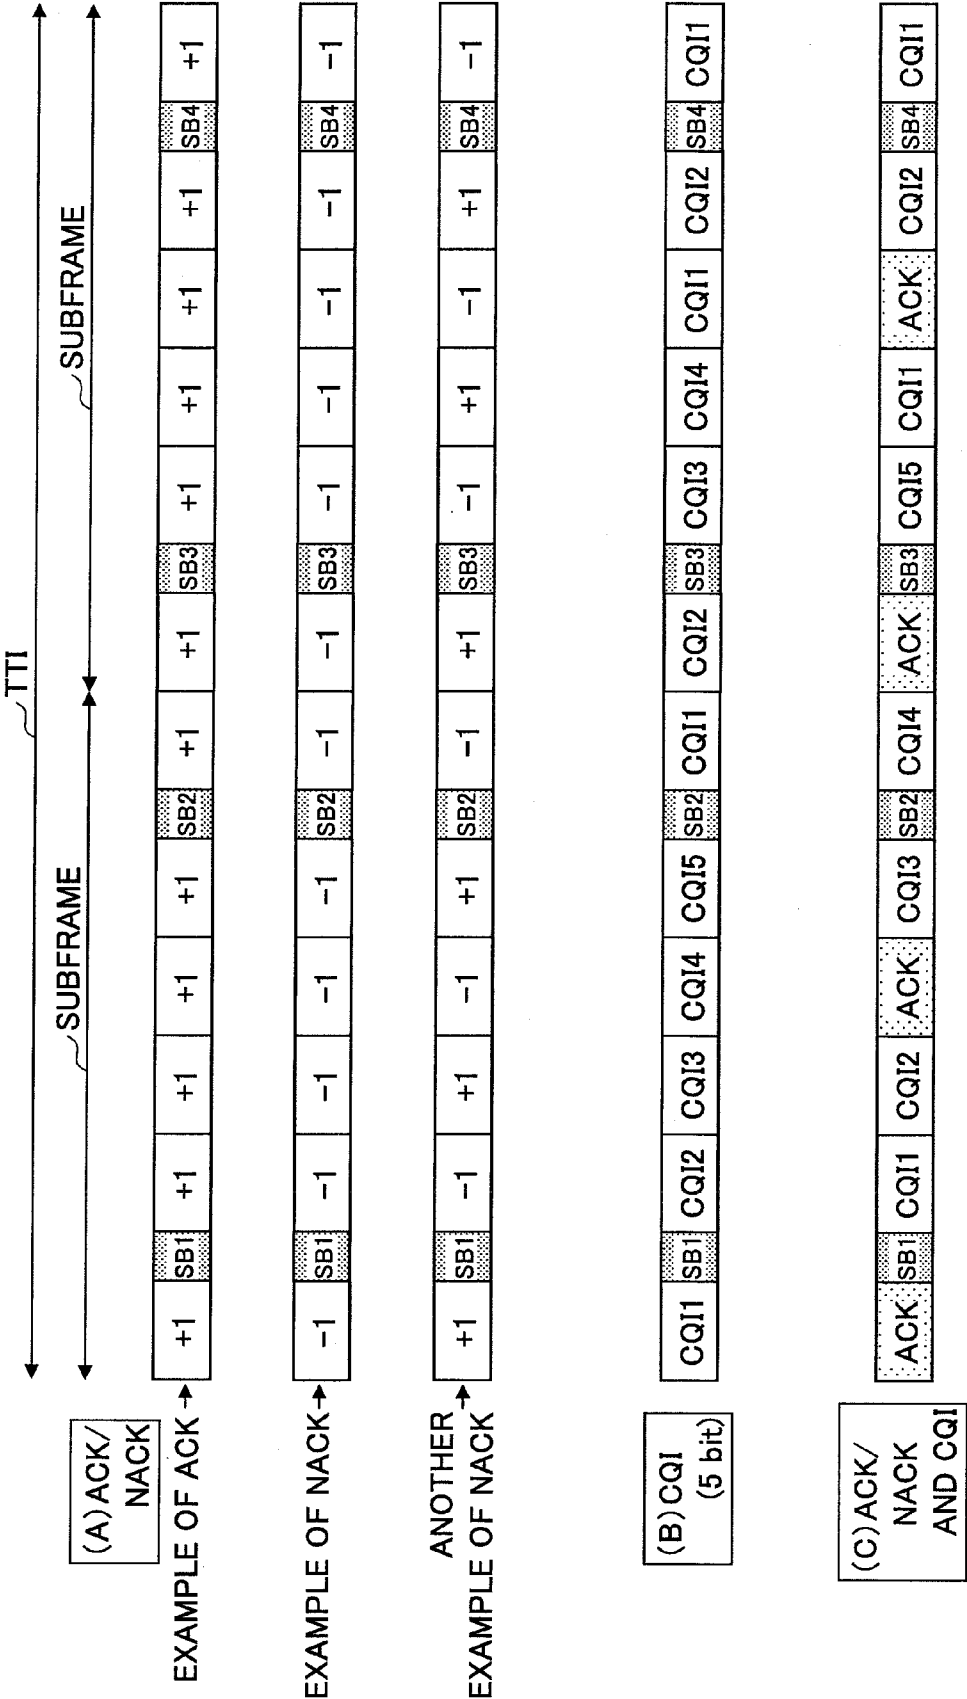 TTI
SUBFRAME SUBFRAME
(A) ACK/
NACK
EXAMPLE OF ACK +1 SB1 +1 +1 +1 +1 SB2 +1 +1 SB3 +1 +1 +1 +1 SB4 +1
EXAMPLE OF NACK −1 SB1 −1 −1 −1 −1 SB2 −1 −1 SB3 −1 −1 −1 −1 SB4 −1
ANOTHER
EXAMPLE OF NACK +1 SB1 −1 +1 −1 +1 SB2 −1 +1 SB3 −1 +1 −1 +1 SB4 −1
(B) CQI
(5 bit)
CQI1 SB1 CQI2 CQI3 CQI4 CQI5 SB2 CQI1 CQI2 SB3 CQI3 CQI4 CQI1 CQI2 SB4 CQI1
(C) ACK/
NACK
AND CQI
ACK SB1 CQI1 CQI2 ACK CQI3 SB2 CQI4 ACK SB3 CQI5 CQI1 ACK CQI2 SB4 CQI1